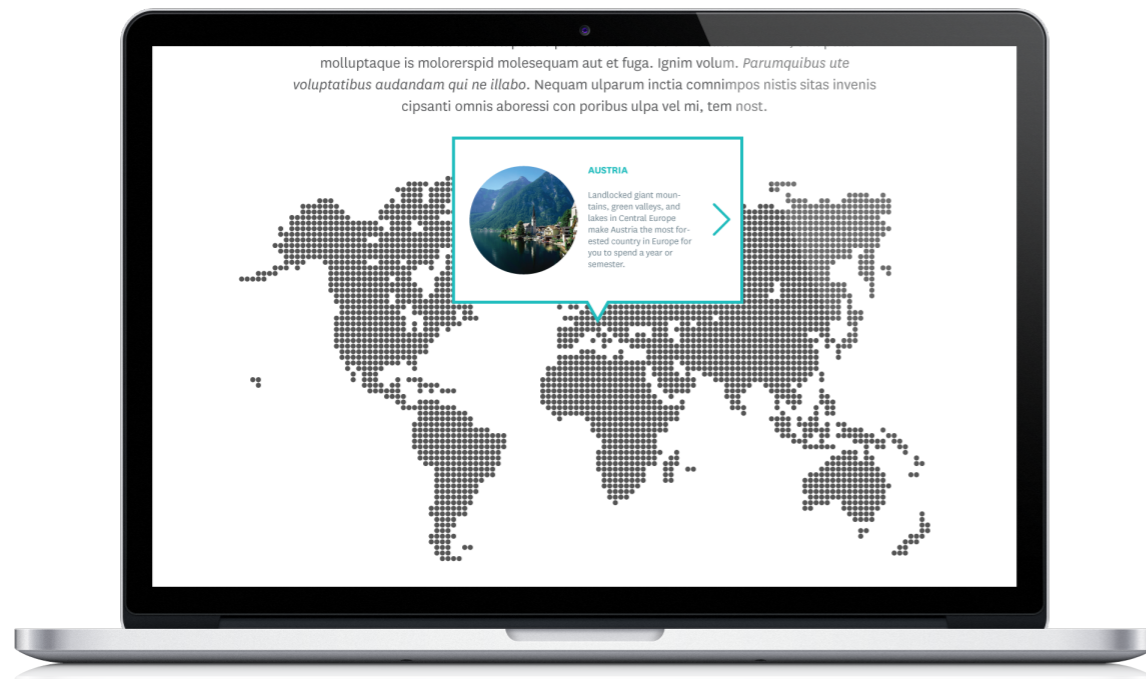 molluptaque is molorerspid molesequam aut et fuga. Ignim volum. Parumquibus ute
voluptatibus audandam qui ne illabo. Nequam ulparum inctia comnimpos nistis sitas invenis
cipsanti omnis aboressi con poribus ulpa vel mi, tem nost.
AUSTRIA
Landlocked giant moun-
tains, green valleys, and
lakes in Central Europe
make Austria the most for-
ested country in Europe for
you to spend a year or
semester.